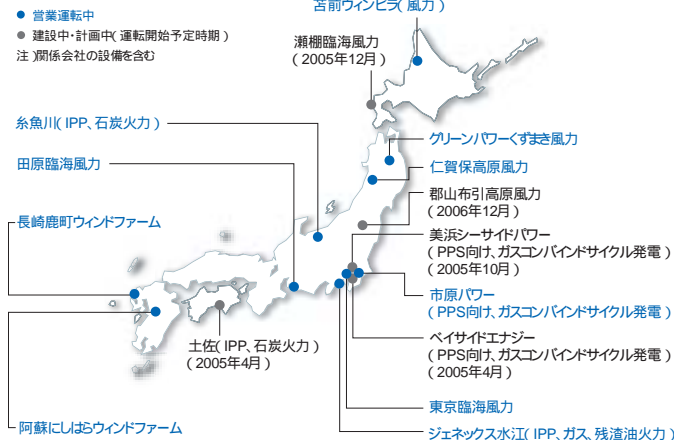 苫前ウィンビラ(風力)
● 営業運転中
● 建設中・計画中(運転開始予定時期)
注)関係会社の設備を含む
瀬棚臨海風力
(2005年12月)
糸魚川(IPP、石炭火力)
田原臨海風力
長崎鹿町ウィンドファーム
グリーンパワーくずまき風力
仁賀保高原風力
郡山布引高原風力
(2006年12月)
美浜シーサイドパワー
(PPS向け、ガスコンバインドサイクル発電)
(2005年10月)
市原パワー
(PPS向け、ガスコンバインドサイクル発電)
ベイサイドエナジー
(PPS向け、ガスコンバインドサイクル発電)
(2005年4月)
土佐(IPP、石炭火力)
(2005年4月)
東京臨海風力
阿蘇にしはらウィンドファーム
ジェネックス水江(IPP、ガス、残渣油火力)